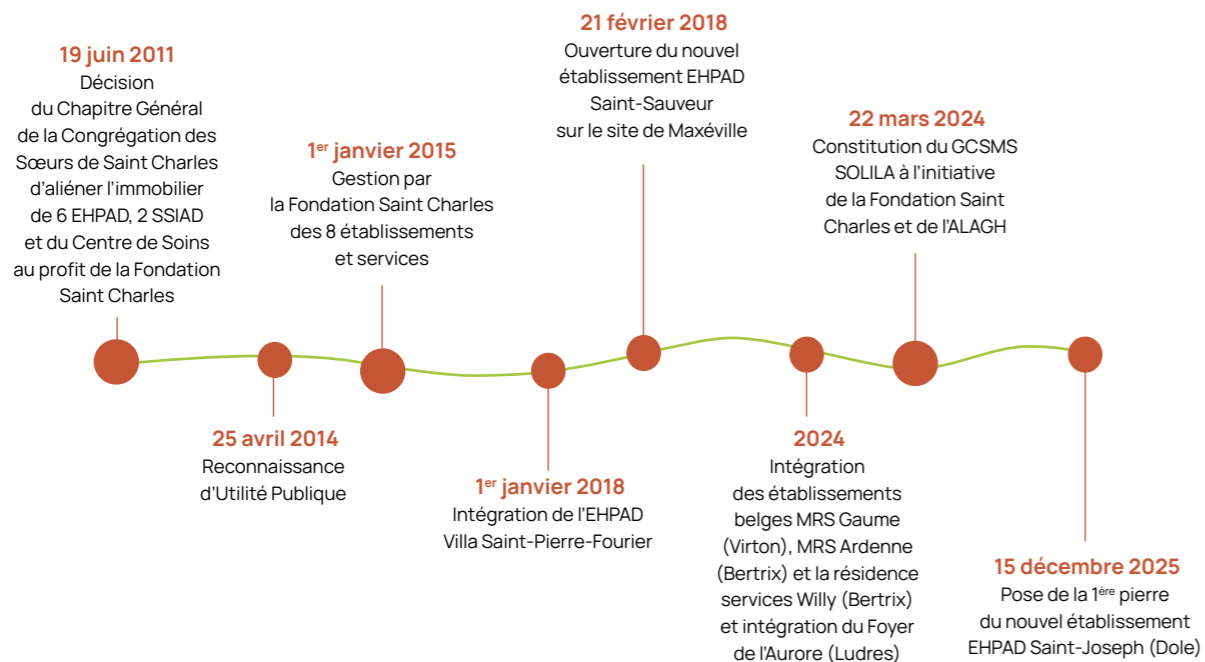 19 juin 2011
Décision
du Chapitre Général
de la Congrégation des
Sœurs de Saint Charles
d'aliéner l'immobilier
de 6 EHPAD, 2 SSIAD
et du Centre de Soins
au profit de la Fondation
Saint Charles
25 avril 2014
Reconnaissance
d'Utilité Publique
1er janvier 2015
Gestion par
la Fondation Saint Charles
des 8 établissements
et services
1er janvier 2018
Intégration de l'EHPAD
Villa Saint-Pierre-Fourier
21 février 2018
Ouverture du nouvel
établissement EHPAD
Saint-Sauveur
sur le site de Maxéville
2024
Intégration
des établissements
belges MRS Gaume
(Virton), MRS Ardenne
(Bertrix) et la résidence
services Willy (Bertrix)
et intégration du Foyer
de l'Aurore (Ludres)
22 mars 2024
Constitution du GCSMS
SOLILA à l'initiative
de la Fondation Saint
Charles et de l'ALAGH
15 décembre 2025
Pose de la 1ère pierre
du nouvel établissement
EHPAD Saint-Joseph (Dole)